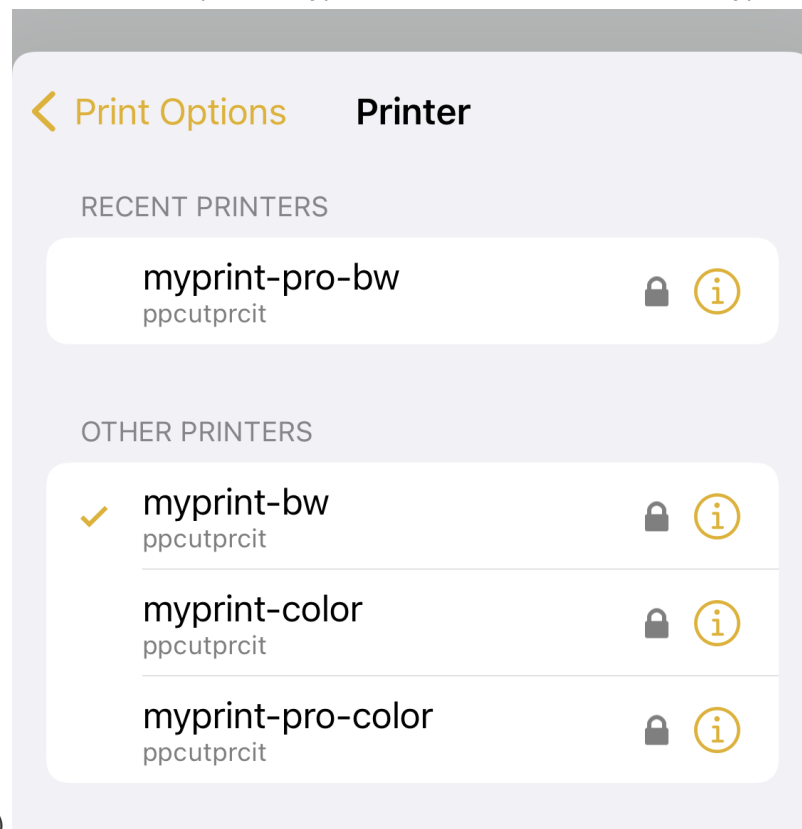 Print Options Printer
RECENT PRINTERS
myprint-pro-bw
ppcutprcit
OTHER PRINTERS
myprint-bw
ppcutprcit
myprint-color
ppcutprcit
myprint-pro-color
ppcutprcit